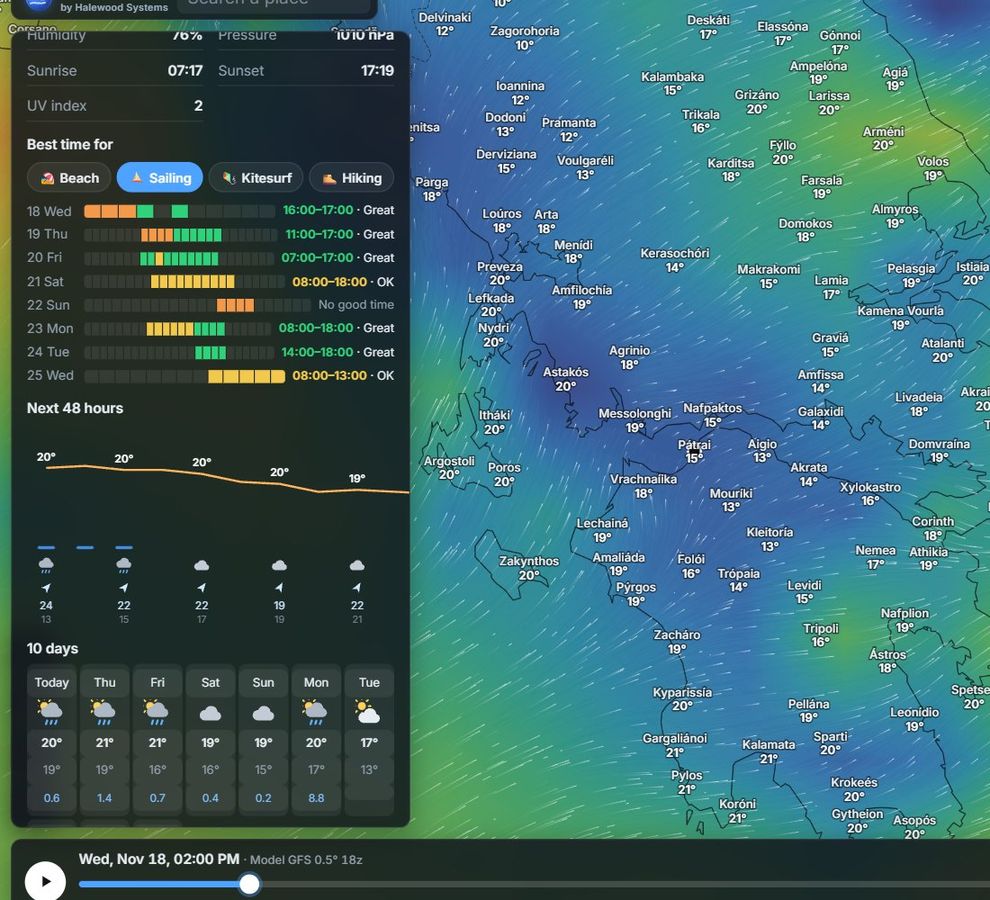 by Halewood Systems
Search a place
Corsano
Humidity 76% Pressure 1010 hPa
Sunrise 07:17 Sunset 17:19
UV index 2
Best time for
Beach Sailing Kitesurf Hiking
18 Wed 16:00–17:00 · Great
19 Thu 11:00–17:00 · Great
20 Fri 07:00–17:00 · Great
21 Sat 08:00–18:00 · OK
22 Sun No good time
23 Mon 08:00–18:00 · Great
24 Tue 14:00–18:00 · Great
25 Wed 08:00–13:00 · OK
Next 48 hours
20° 20° 20° 20° 19°
24 22 22 19 22
13 15 17 19 21
10 days
Today Thu Fri Sat Sun Mon Tue
20° 21° 21° 19° 19° 20° 17°
19° 19° 16° 16° 15° 17° 13°
0.6 1.4 0.7 0.4 0.2 8.8
Wed, Nov 18, 02:00 PM · Model GFS 0.5° 18z
10°
Delvinaki
12°
Zagorohoria
10°
Deskáti
17°
Elassóna
17°
Gónnoi
17°
Ampelóna
19°
Agiá
19°
Kalambaka
15°
Ioannina
12°
Grizáno
20°
Larissa
20°
Dodoni
13°
Prámanta
12°
Trikala
16°
Arméni
20°
Derviziana
15°
Voulgaréli
13°
Karditsa
18°
Fýllo
20°
Volos
19°
Parga
18°
Farsala
19°
Loúros
18°
Arta
18°
Almyros
19°
Domokos
18°
Menídi
18°
Kerasochóri
14°
Preveza
20°
Makrakomi
15°
Lamia
17°
Pelasgia
19°
Istiaia
20°
Amfilochía
19°
Lefkada
20°
Kamena Vourla
19°
Nydri
20°
Graviá
15°
Atalanti
20°
Agrinio
18°
Astakós
20°
Amfissa
14°
Livadeia
18°
Itháki
20°
Messolonghi
19°
Nafpaktos
15°
Galaxidi
14°
Pátrai
15°
Aigio
13°
Domvraína
19°
Argostoli
20°
Poros
20°
Akrata
14°
Vrachnaíika
18°
Mouríki
13°
Xylokastro
16°
Lechainá
19°
Kleitoría
13°
Corinth
18°
Zakynthos
20°
Amaliáda
19°
Folói
16°
Nemea
17°
Athikia
19°
Trópaia
14°
Pýrgos
19°
Levidi
15°
Nafplion
19°
Zacháro
19°
Tripoli
16°
Ástros
18°
Kyparissía
20°
Pellána
19°
Leonídio
19°
Gargaliánoi
21°
Kalamata
21°
Sparti
20°
Pylos
21°
Krokeés
20°
Koróni
21°
Gytheion
20°
Asopós
20°